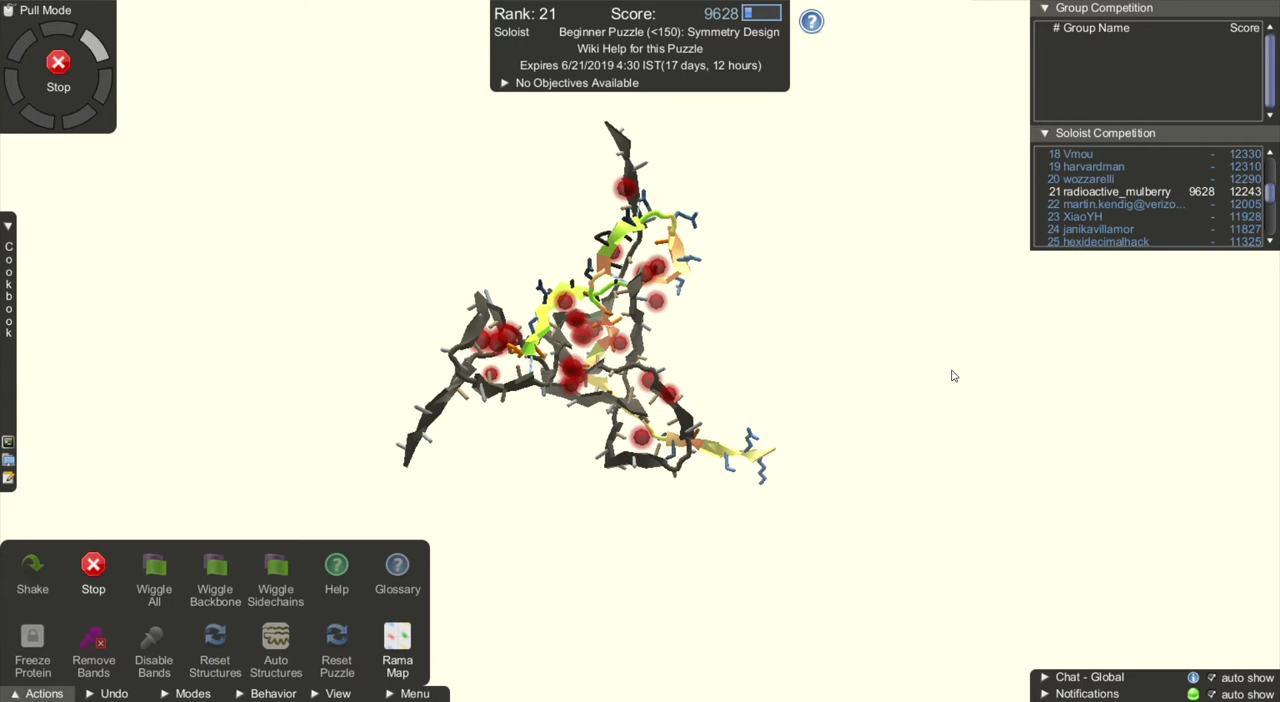 Pull Mode
Stop
Rank: 21 Score: 9628
Soloist Beginner Puzzle (<150): Symmetry Design
Wiki Help for this Puzzle
Expires 6/21/2019 4:30 IST(17 days, 12 hours)
No Objectives Available
?
Group Competition
# Group Name Score
Soloist Competition
18 Vmou - 12330
19 harvardman - 12310
20 wozzarelli - 12290
21 radioactive_mulberry 9628 12243
22 martin.kendig@verizo... - 12005
23 XiaoYH - 11928
24 janikavillamor - 11827
25 hexidecimalhack - 11325
Cookbook
Shake
Stop
Wiggle All
Wiggle Backbone
Wiggle Sidechains
Help
Glossary
Freeze Protein
Remove Bands
Disable Bands
Reset Structures
Auto Structures
Reset Puzzle
Rama Map
Actions Undo Modes Behavior View Menu
Chat - Global auto show
Notifications auto show